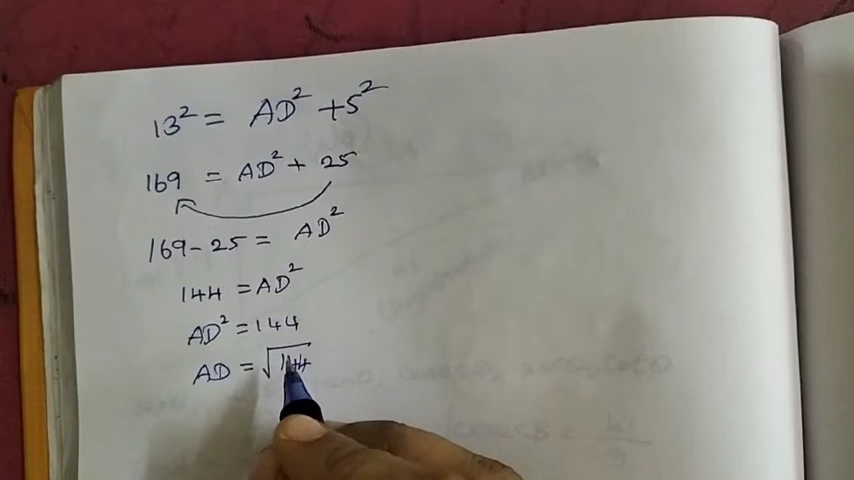 13² = AD² + 5²
169 = AD² + 25
169 - 25 = AD²
144 = AD²
AD² = 144
AD = √144